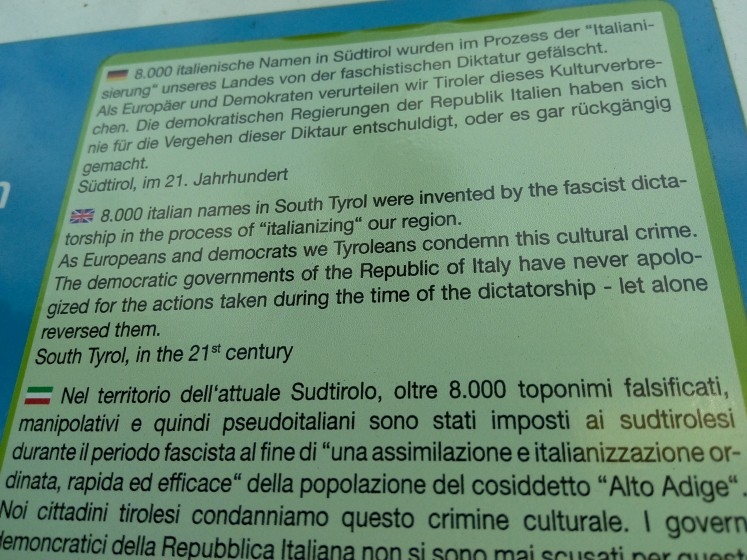 8.000 italienische Namen in Südtirol wurden im Prozess der “Italiani-
sierung“ unseres Landes von der faschistischen Diktatur gefälscht.
Als Europäer und Demokraten verurteilen wir Tiroler dieses Kulturverbre-
chen. Die demokratischen Regierungen der Republik Italien haben sich
nie für die Vergehen dieser Diktaur entschuldigt, oder es gar rückgängig
gemacht.
Südtirol, im 21. Jahrhundert
8.000 italian names in South Tyrol were invented by the fascist dicta-
torship in the process of “italianizing“ our region.
As Europeans and democrats we Tyroleans condemn this cultural crime.
The democratic governments of the Republic of Italy have never apolo-
gized for the actions taken during the time of the dictatorship - let alone
reversed them.
South Tyrol, in the 21st century
Nel territorio dell‘attuale Sudtirolo, oltre 8.000 toponimi falsificati,
manipolativi e quindi pseudoitaliani sono stati imposti ai sudtirolesi
durante il periodo fascista al fine di “una assimilazione e italianizzazione or-
dinata, rapida ed efficace“ della popolazione del cosiddetto “Alto Adige“.
Noi cittadini tirolesi condanniamo questo crimine culturale. I govern
demoncratici della Repubblica Italiana non si sono mai scusati per